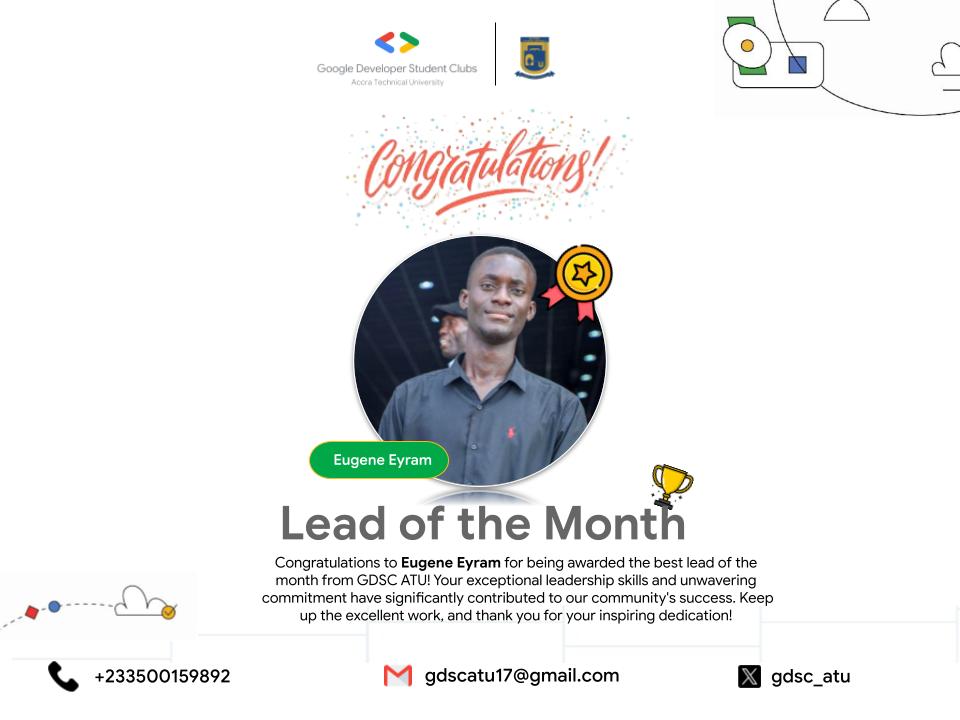 Google Developer Student Clubs
Accra Technical University
Congratulations!
Eugene Eyram
Lead of the Month
Congratulations to Eugene Eyram for being awarded the best lead of the
month from GDSC ATU! Your exceptional leadership skills and unwavering
commitment have significantly contributed to our community's success. Keep
up the excellent work, and thank you for your inspiring dedication!
+233500159892
gdscatu17@gmail.com
gdsc_atu